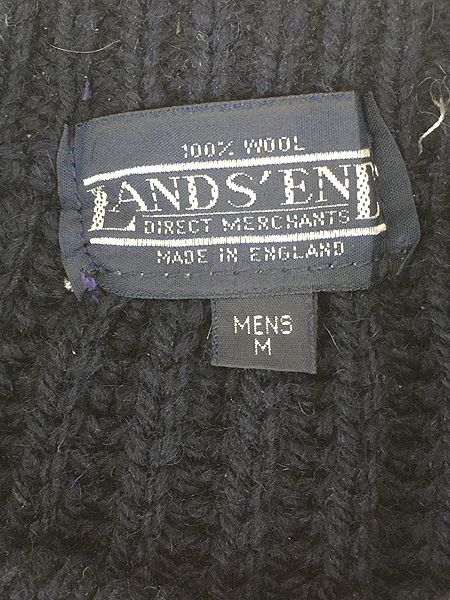 100% WOOL
LANDS' END
DIRECT MERCHANTS
MADE IN ENGLAND
MENS
M